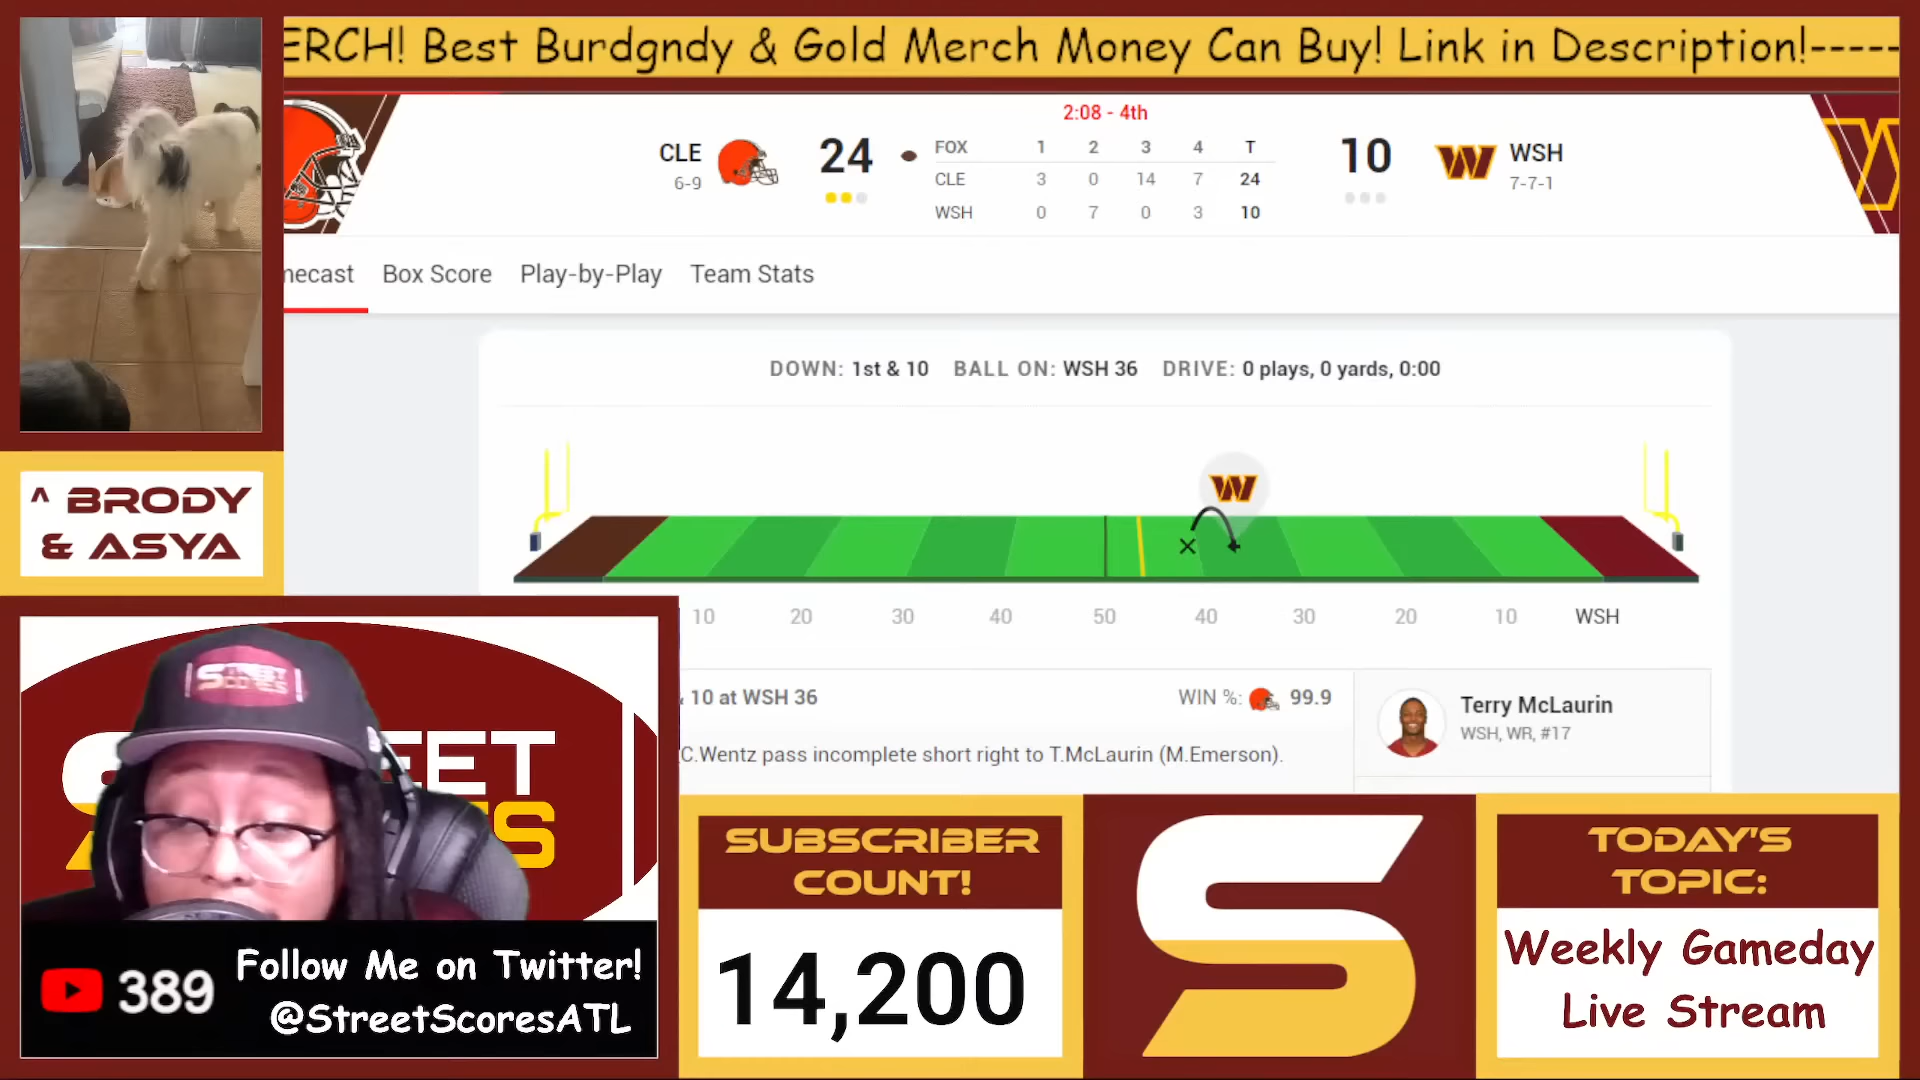 ERCH! Best Burdgndy & Gold Merch Money Can Buy! Link in Description!-----
2:08 - 4th
CLE
6-9
24
FOX 1 2 3 4 T
CLE 3 0 14 7 24
WSH 0 7 0 3 10
10
WSH
7-7-1
necast Box Score Play-by-Play Team Stats
DOWN: 1st & 10 BALL ON: WSH 36 DRIVE: 0 plays, 0 yards, 0:00
^ BRODY
& ASYA
10 20 30 40 50 40 30 20 10 WSH
& 10 at WSH 36
WIN %: 99.9
C.Wentz pass incomplete short right to T.McLaurin (M.Emerson).
Terry McLaurin
WSH, WR, #17
STREET
SCORES
EET
ES
389
Follow Me on Twitter!
@StreetScoresATL
SUBSCRIBER
COUNT!
14,200
TODAY'S
TOPIC:
Weekly Gameday
Live Stream